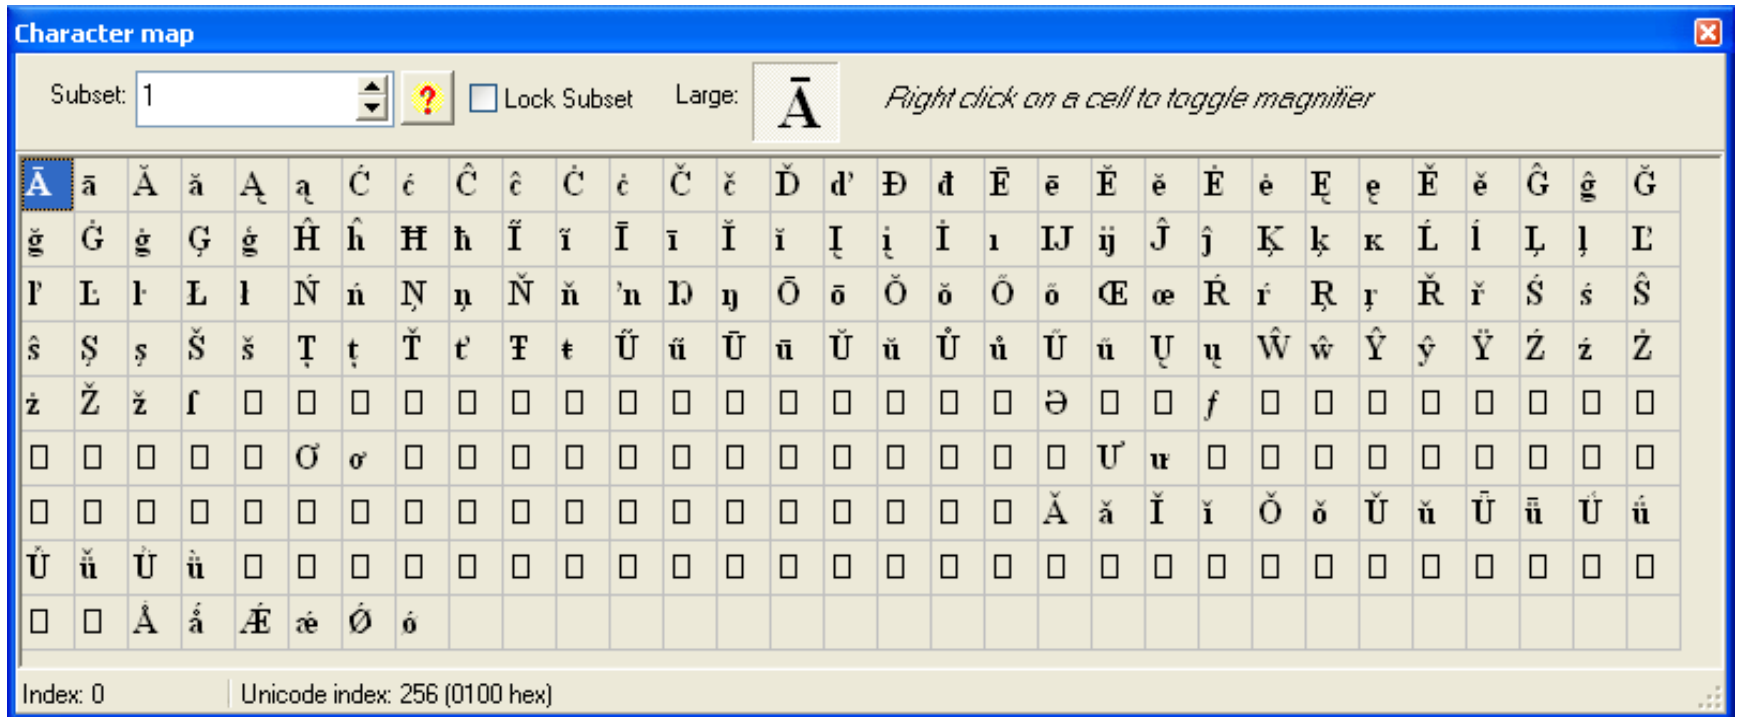 Character map
Subset: 1 ? Lock Subset Large: Ā Right click on a cell to toggle magnifier
Ā ā Ă ă Ą ą Ć ć Ĉ ĉ Ċ ċ Č č Ď ď Đ đ Ē ē Ĕ ĕ Ė ė Ę ę Ě ě Ĝ ĝ Ğ
ğ Ġ ġ Ģ ģ Ĥ ĥ Ħ ħ Ĩ ĩ Ī ī Ĭ ĭ Į į İ ı IJ ij Ĵ ĵ Ķ ķ ĸ Ĺ ĺ Ļ ļ Ľ
ľ Ŀ ŀ Ł ł Ń ń Ņ ņ Ň ň ŉ Ŋ ŋ Ō ō Ŏ ŏ Ő ő Œ œ Ŕ ŕ Ŗ ŗ Ř ř Ś ś Ŝ
ŝ Ş ş Š š Ţ ţ Ť ť Ŧ ŧ Ũ ũ Ū ū Ŭ ŭ Ů ů Ű ű Ų ų Ŵ ŵ Ŷ ŷ Ÿ Ź ź Ż
ż Ž ž ſ Ə ƒ
Ơ ơ Ư ư
Ǎ ǎ Ǐ ǐ Ǒ ǒ Ǔ ǔ Ǖ ǖ Ǘ ǘ
Ǚ ǚ Ǜ ǜ
Ǻ ǻ Ǽ ǽ Ǿ ǿ
Index: 0 Unicode index: 256 (0100 hex)